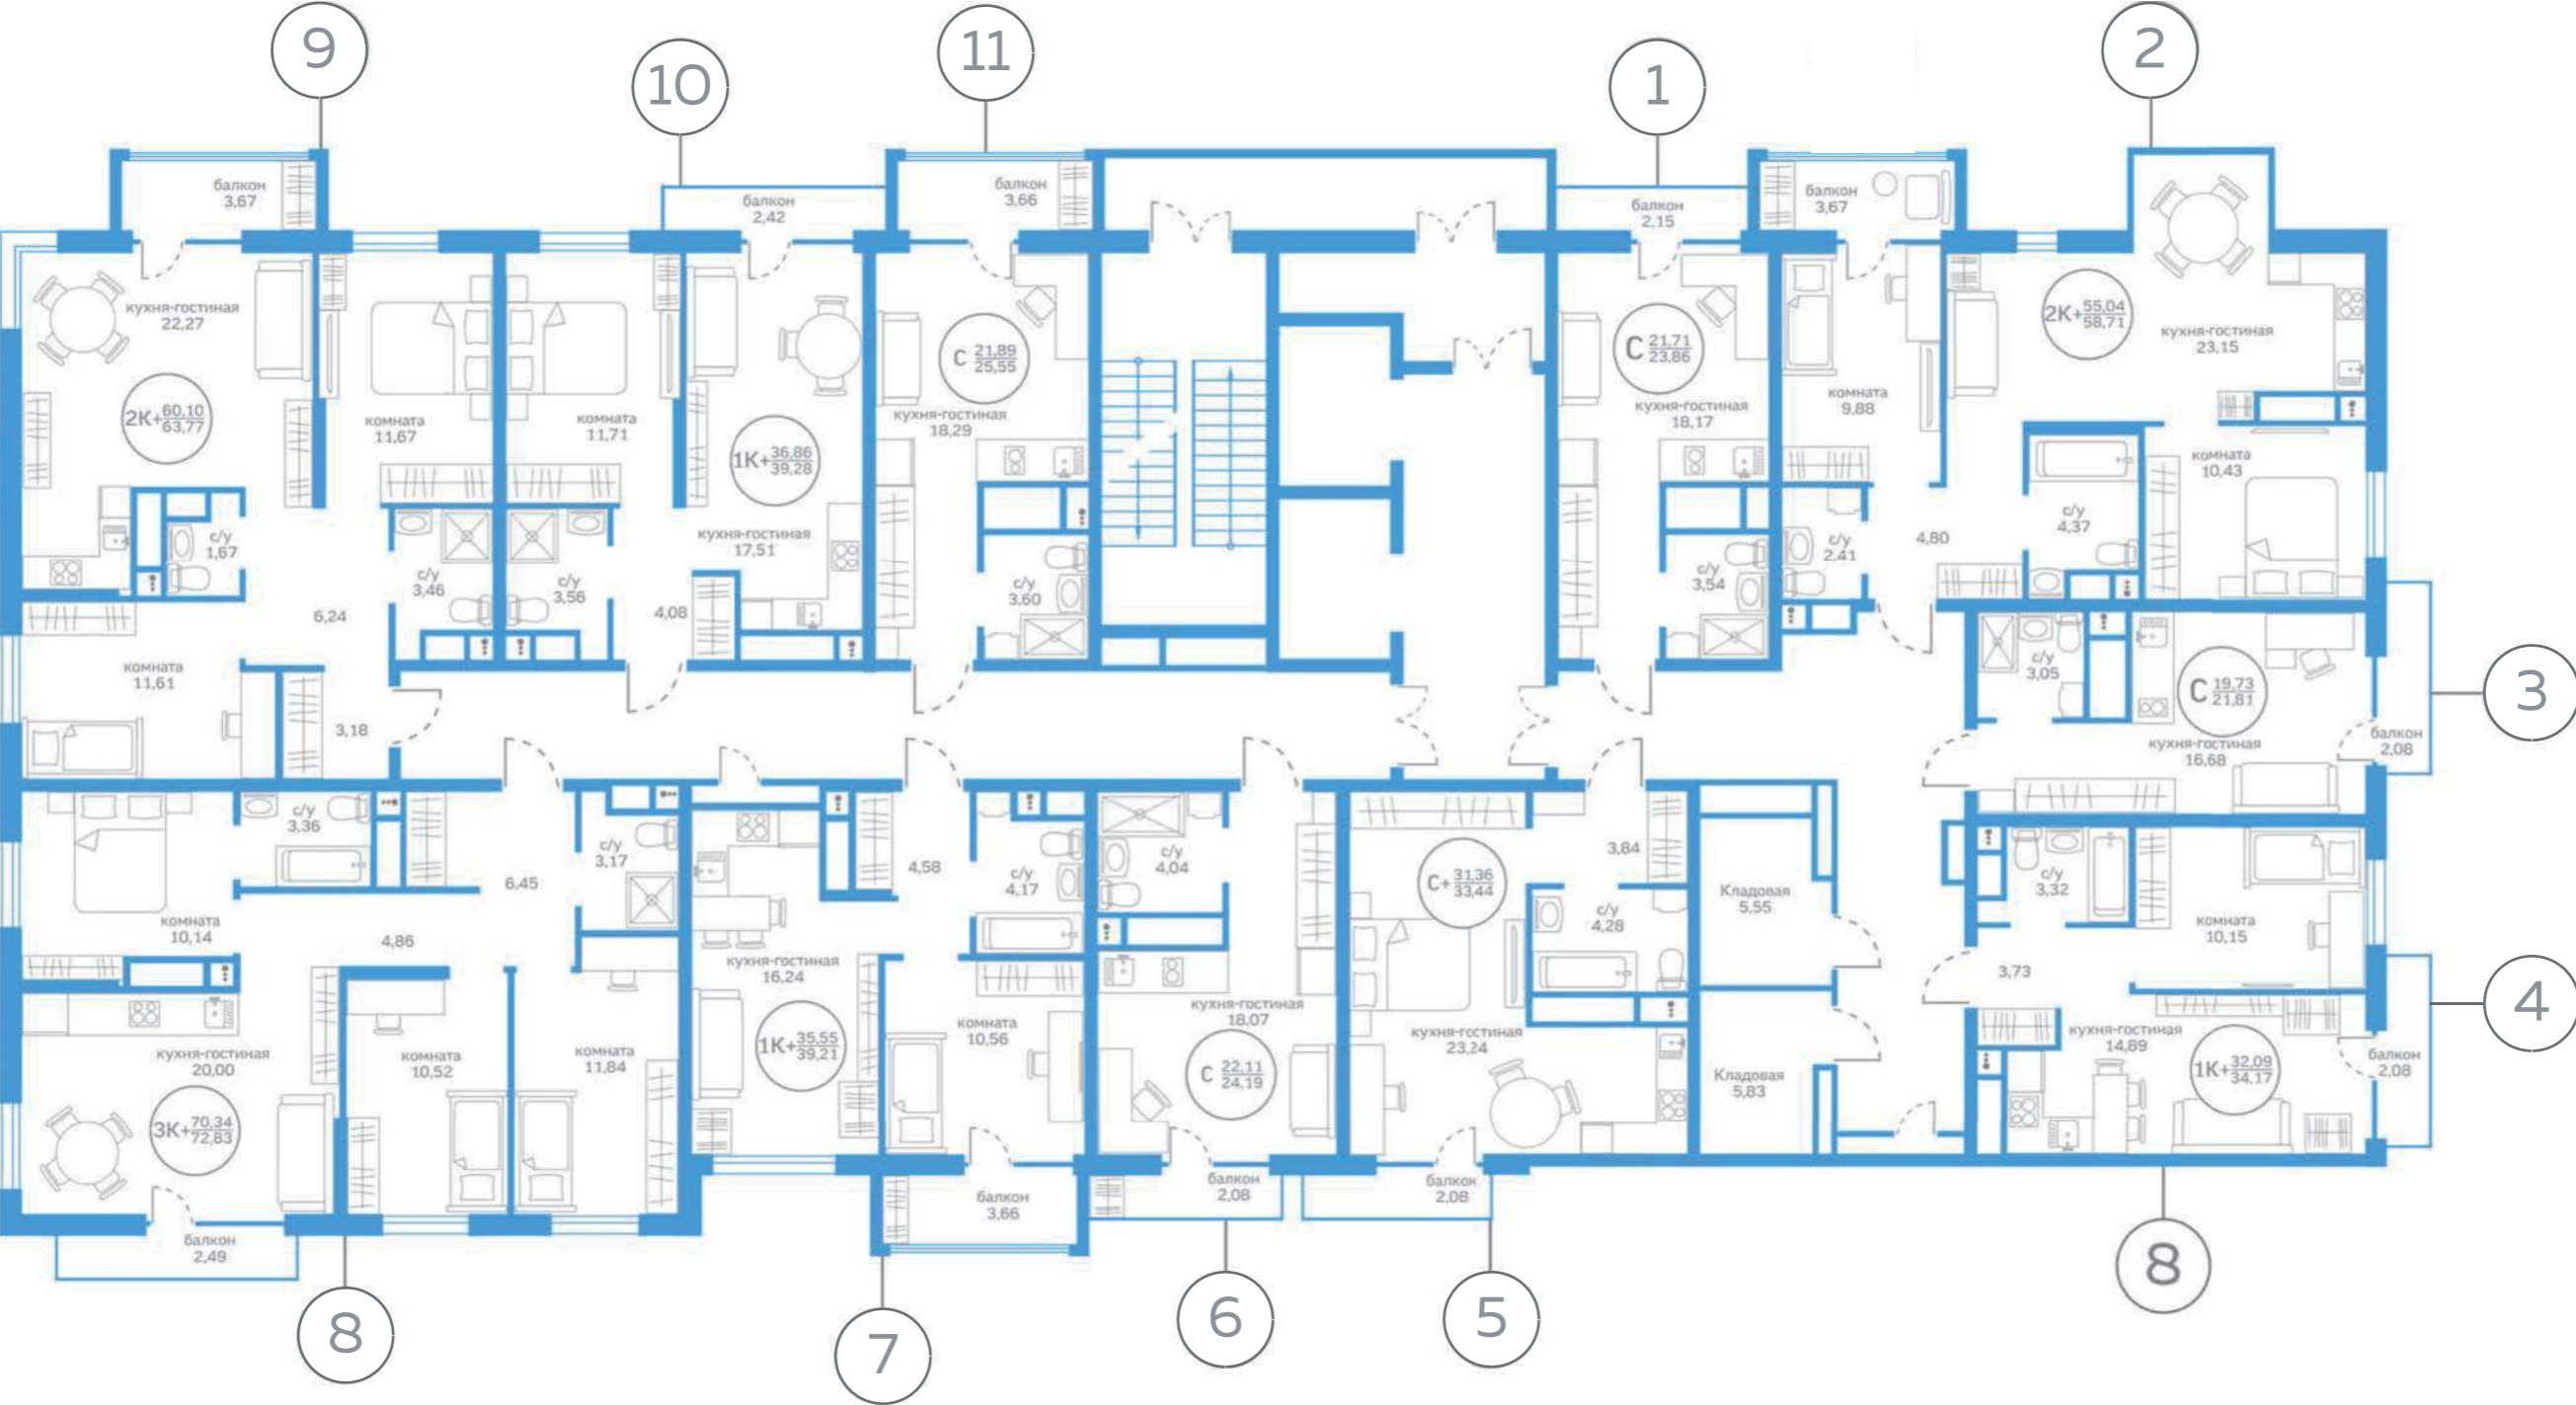 9
10
11
1
2
балкон
3,67
балкон
2,42
балкон
3,66
балкон
2,15
балкон
3,67
кухня-гостиная
22,27
2К+ 60,10
63,77
комната
11,67
комната
11,71
1К+ 36,86
39,28
кухня-гостиная
17,51
С 21,89
25,55
кухня-гостиная
18,29
С 21,71
23,86
кухня-гостиная
18,17
комната
9,88
2К+ 55,04
58,71
кухня-гостиная
23,15
комната
10,43
с/у
1,67
с/у
3,46
с/у
3,56
с/у
3,60
с/у
3,54
с/у
2,41
4,80
с/у
4,37
6,24
4,08
комната
11,61
3,18
с/у
3,05
С 19,73
21,81
кухня-гостиная
16,68
балкон
2,08
3
с/у
3,36
с/у
3,17
6,45
4,86
комната
10,14
4,58
с/у
4,17
с/у
4,04
С+ 31,36
33,44
3,84
с/у
4,28
Кладовая
5,55
с/у
3,32
комната
10,15
3,73
кухня-гостиная
16,24
1К+ 35,55
39,21
комната
10,56
кухня-гостиная
18,07
С 22,11
24,19
кухня-гостиная
23,24
Кладовая
5,83
кухня-гостиная
14,89
1К+ 32,09
34,17
балкон
2,08
4
кухня-гостиная
20,00
3К+ 70,34
72,83
комната
10,52
комната
11,84
балкон
2,49
балкон
3,66
балкон
2,08
балкон
2,08
8
7
6
5
8